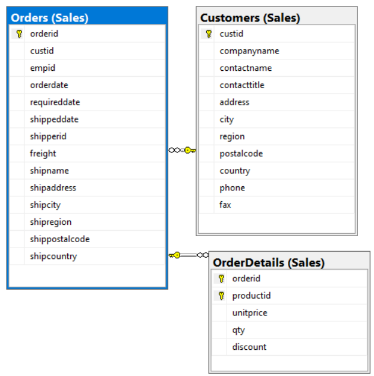 Orders (Sales)
orderid
custid
empid
orderdate
requireddate
shippeddate
shipperid
freight
shipname
shipaddress
shipcity
shipregion
shippostalcode
shipcountry
Customers (Sales)
custid
companyname
contactname
contacttitle
address
city
region
postalcode
country
phone
fax
OrderDetails (Sales)
orderid
productid
unitprice
qty
discount